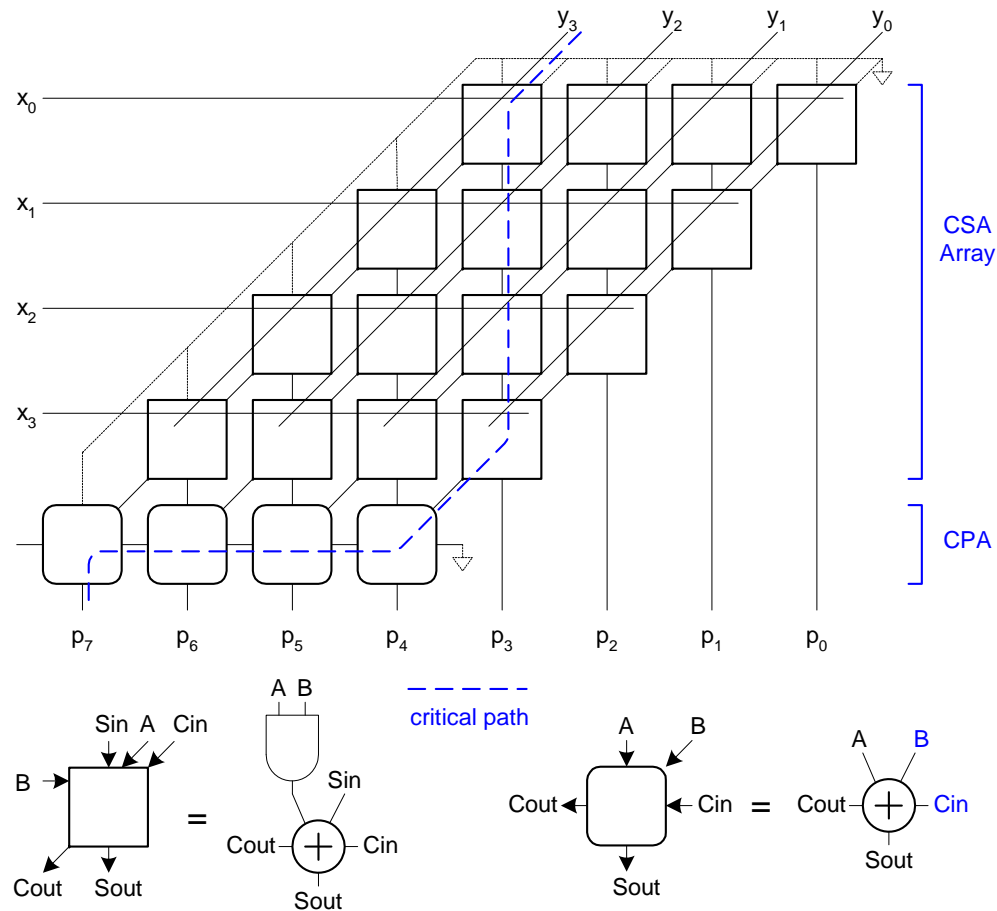 y3 y2 y1 y0
x0
x1
CSA
Array
x2
x3
CPA
p7 p6 p5 p4 p3 p2 p1 p0
A B
critical path
Sin A Cin
A
B
A
B
B
Sin
Cout
Cin
=
Cout
Cin
=
Cout
Cin
Cout
Sout
Sout
Sout
Sout